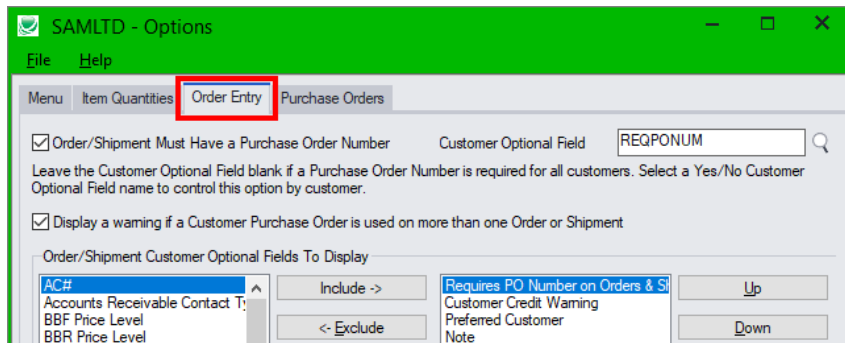 SAMLTD - Options
File Help
Menu Item Quantities Order Entry Purchase Orders
Order/Shipment Must Have a Purchase Order Number Customer Optional Field REQPONUM
Leave the Customer Optional Field blank if a Purchase Order Number is required for all customers. Select a Yes/No Customer
Optional Field name to control this option by customer.
Display a warning if a Customer Purchase Order is used on more than one Order or Shipment
Order/Shipment Customer Optional Fields To Display
AC# Include -> Requires PO Number on Orders & Sh Up
Accounts Receivable Contact Ty Customer Credit Warning
BBF Price Level <- Exclude Preferred Customer Down
BBR Price Level Note